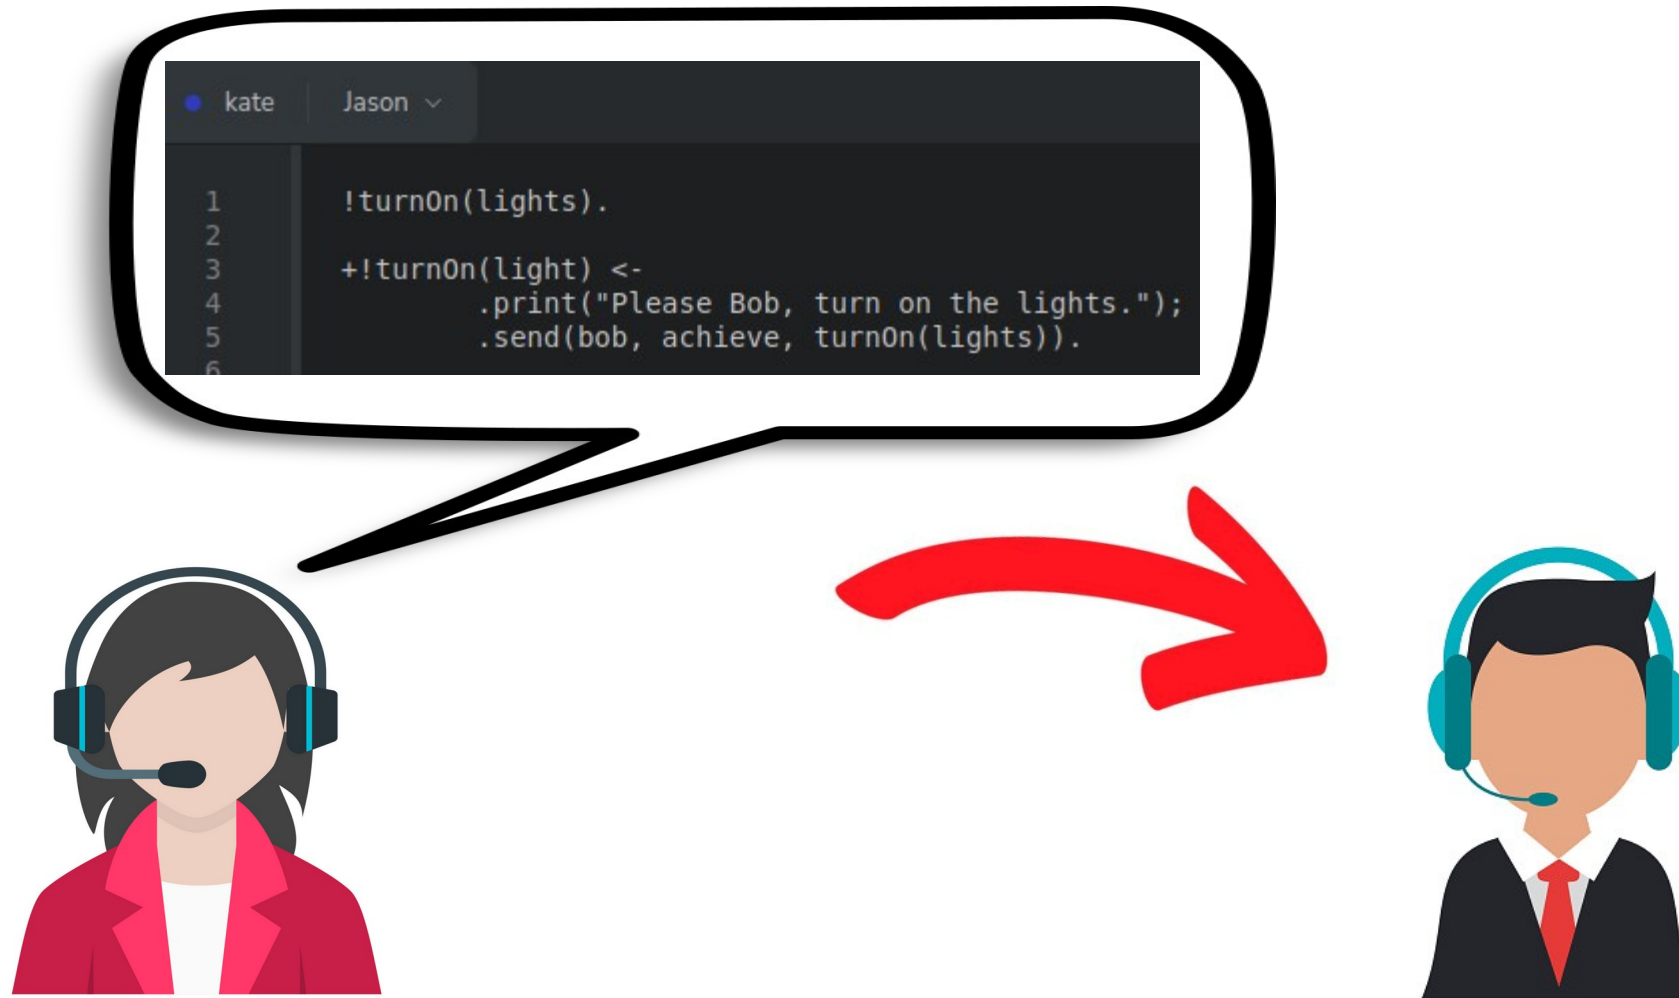 kate Jason
1 !turnOn(lights).
2
3 +!turnOn(light) <-
4 .print("Please Bob, turn on the lights.");
5 .send(bob, achieve, turnOn(lights)).
6